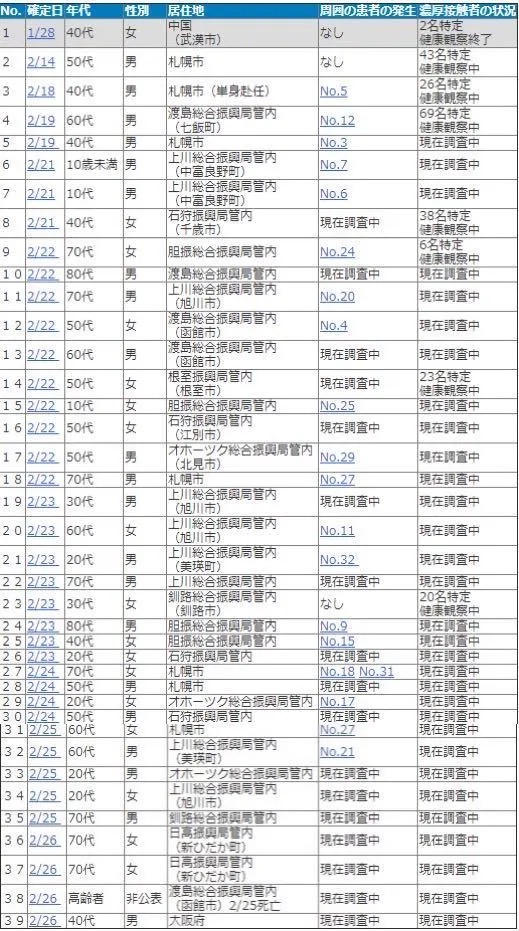 No. 確定日 年代 性別 居住地 周囲の患者の発生 濃厚接触者の状況
1 1/28 40代 女 中国 なし 2名特定
（武漢市） 健康観察終了
2 2/14 50代 男 札幌市 なし 43名特定
健康観察中
3 2/18 40代 男 札幌市（単身赴任） No.5 26名特定
健康観察中
4 2/19 60代 男 渡島総合振興局管内 No.12 69名特定
（七飯町） 健康観察中
5 2/19 40代 男 札幌市 No.3 現在調査中
6 2/21 10歳未満 男 上川総合振興局管内 No.7 現在調査中
（中富良野町）
7 2/21 10代 男 上川総合振興局管内 No.6 現在調査中
（中富良野町）
8 2/21 40代 女 石狩振興局管内 現在調査中 38名特定
（千歳市） 健康観察中
9 2/22 70代 女 胆振総合振興局管内 No.24 6名特定
健康観察中
10 2/22 80代 男 渡島総合振興局管内 現在調査中 現在調査中
11 2/22 70代 男 上川総合振興局管内 No.20 現在調査中
（旭川市）
12 2/22 50代 女 渡島総合振興局管内 No.4 現在調査中
（函館市）
13 2/22 60代 男 渡島総合振興局管内 現在調査中 現在調査中
（函館市）
14 2/22 50代 女 根室振興局管内 現在調査中 23名特定
（根室市） 健康観察中
15 2/22 10代 女 胆振総合振興局管内 No.25 現在調査中
16 2/22 50代 女 石狩振興局管内 現在調査中 現在調査中
（江別市）
17 2/22 50代 男 オホーツク総合振興局管内 No.29 現在調査中
（北見市）
18 2/22 70代 男 札幌市 No.27 現在調査中
19 2/23 30代 男 上川総合振興局管内 現在調査中 現在調査中
（旭川市）
20 2/23 60代 女 上川総合振興局管内 No.11 現在調査中
（旭川市）
21 2/23 20代 男 上川総合振興局管内 No.32 現在調査中
（美瑛町）
22 2/23 70代 男 上川総合振興局管内 現在調査中 現在調査中
23 2/23 30代 女 釧路総合振興局管内 なし 20名特定
（釧路市） 健康観察中
24 2/23 80代 男 胆振総合振興局管内 No.9 現在調査中
25 2/23 40代 女 胆振総合振興局管内 No.15 現在調査中
26 2/23 20代 女 石狩振興局管内 現在調査中 現在調査中
27 2/24 70代 女 札幌市 No.18 No.31 現在調査中
28 2/24 50代 男 札幌市 現在調査中 現在調査中
29 2/24 20代 女 オホーツク総合振興局管内 No.17 現在調査中
30 2/24 50代 男 石狩振興局管内 現在調査中 現在調査中
31 2/25 60代 女 札幌市 No.27 現在調査中
32 2/25 60代 男 上川総合振興局管内 No.21 現在調査中
（美瑛町）
33 2/25 20代 男 オホーツク総合振興局管内 現在調査中 現在調査中
34 2/25 20代 女 上川総合振興局管内 現在調査中 現在調査中
（旭川市）
35 2/25 70代 男 釧路総合振興局管内 現在調査中 現在調査中
36 2/26 70代 女 日高振興局管内 現在調査中 現在調査中
（新ひだか町）
37 2/26 70代 女 日高振興局管内 現在調査中 現在調査中
（新ひだか町）
38 2/26 高齢者 非公表 渡島総合振興局管内 現在調査中 現在調査中
（函館市）2/25死亡
39 2/26 40代 男 大阪府 現在調査中 現在調査中